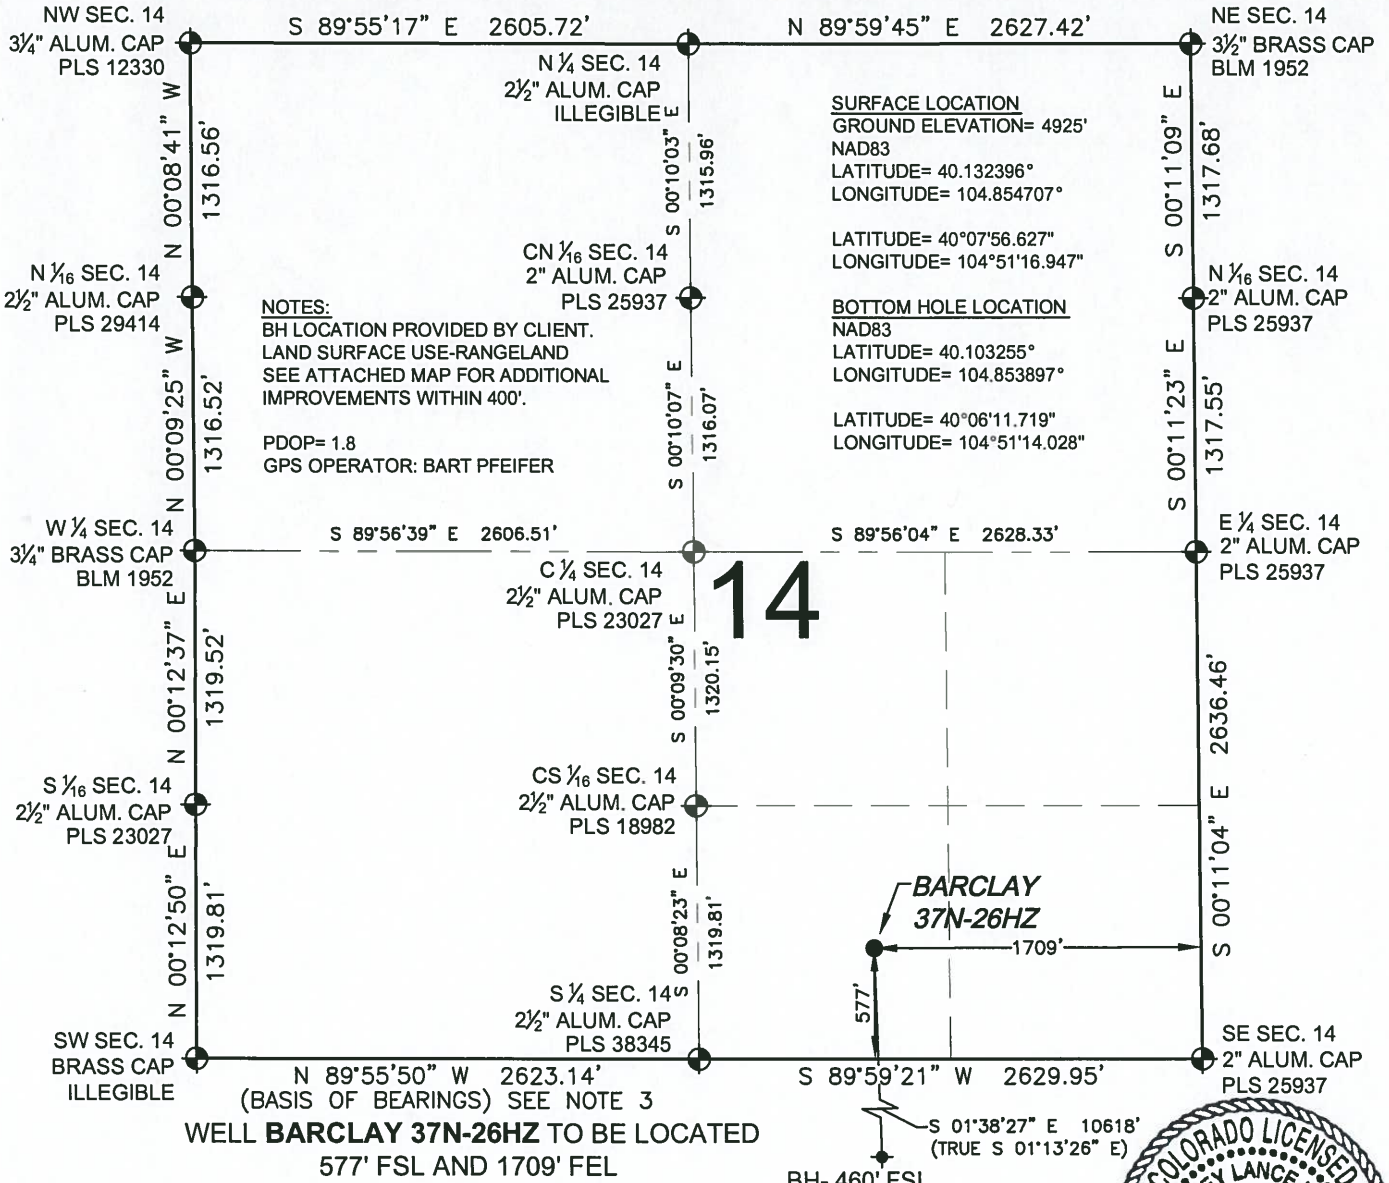 NW SEC. 14
3¼" ALUM. CAP
PLS 12330
S 89°55'17" E 2605.72'
N ¼ SEC. 14
2½" ALUM. CAP
ILLEGIBLE
N 89°59'45" E 2627.42'
NE SEC. 14
3½" BRASS CAP
BLM 1952
N 00°08'41" W
1316.56'
S 00°10'03" E
1315.96'
S 00°11'09" E
1317.68'
SURFACE LOCATION
GROUND ELEVATION= 4925'
NAD83
LATITUDE= 40.132396°
LONGITUDE= 104.854707°
LATITUDE= 40°07'56.627"
LONGITUDE= 104°51'16.947"
BOTTOM HOLE LOCATION
NAD83
LATITUDE= 40.103255°
LONGITUDE= 104.853897°
LATITUDE= 40°06'11.719"
LONGITUDE= 104°51'14.028"
N 1/16 SEC. 14
2½" ALUM. CAP
PLS 29414
NOTES:
BH LOCATION PROVIDED BY CLIENT.
LAND SURFACE USE-RANGELAND
SEE ATTACHED MAP FOR ADDITIONAL
IMPROVEMENTS WITHIN 400'.
PDOP= 1.8
GPS OPERATOR: BART PFEIFER
CN 1/16 SEC. 14
2" ALUM. CAP
PLS 25937
N 1/16 SEC. 14
2" ALUM. CAP
PLS 25937
N 00°09'25" W
1316.52'
S 00°10'07" E
1316.07'
S 00°11'23" E
1317.55'
W ¼ SEC. 14
3¼" BRASS CAP
BLM 1952
S 89°56'39" E 2606.51'
C ¼ SEC. 14
2½" ALUM. CAP
PLS 23027
14
S 89°56'04" E 2628.33'
E ¼ SEC. 14
2" ALUM. CAP
PLS 25937
N 00°12'37" E
1319.52'
S 00°09'30" E
1320.15'
S 00°11'04" E 2636.46'
S 1/16 SEC. 14
2½" ALUM. CAP
PLS 23027
CS 1/16 SEC. 14
2½" ALUM. CAP
PLS 18982
N 00°12'50" E
1319.81'
S 00°08'23" E
1319.81'
BARCLAY
37N-26HZ
1709'
577'
SW SEC. 14
BRASS CAP
ILLEGIBLE
S ¼ SEC. 14
2½" ALUM. CAP
PLS 38345
SE SEC. 14
2" ALUM. CAP
PLS 25937
N 89°55'50" W 2623.14'
(BASIS OF BEARINGS) SEE NOTE 3
S 89°59'21" W 2629.95'
WELL BARCLAY 37N-26HZ TO BE LOCATED
577' FSL AND 1709' FEL
S 01°38'27" E 10618'
(TRUE S 01°13'26" E)
BH- 460' FSL
COLORADO LICENSED
LANCE